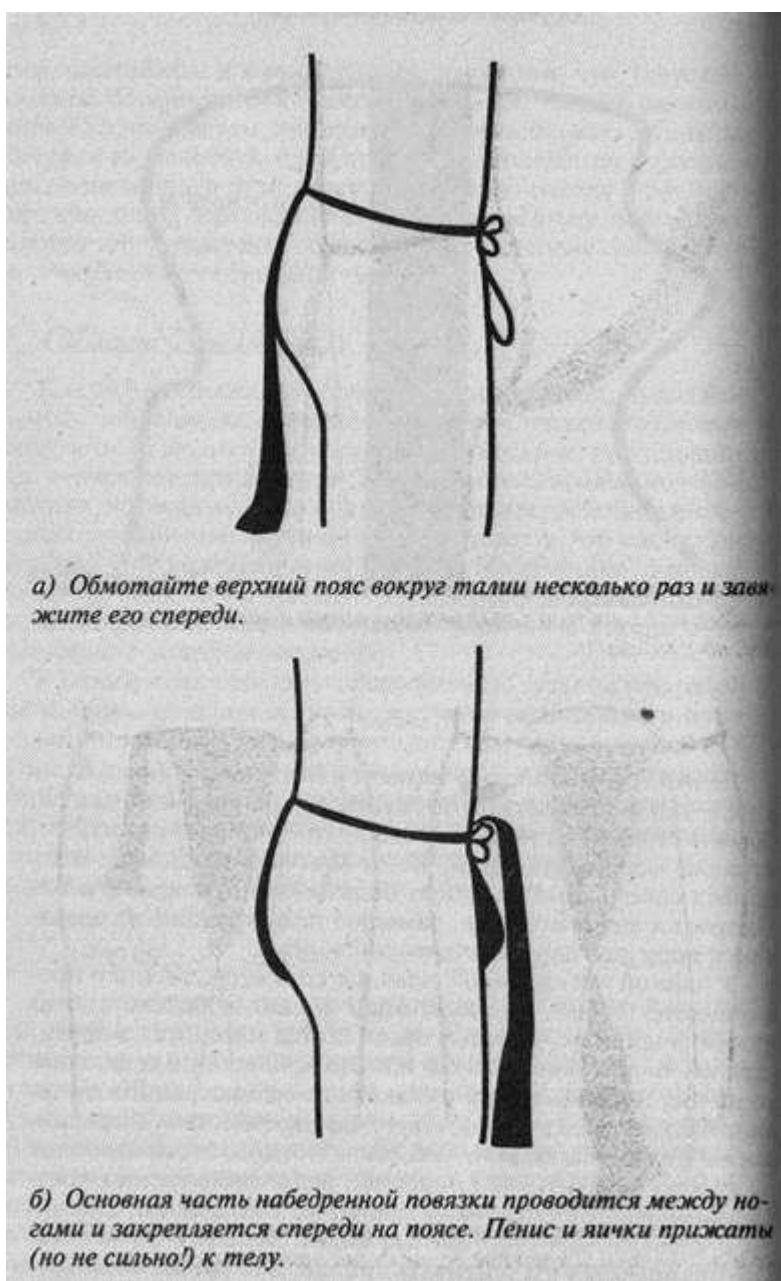 а) Обмотайте верхний пояс вокруг талии несколько раз и завя-
жите его спереди.
б) Основная часть набедренной повязки проводится между но-
гами и закрепляется спереди на поясе. Пенис и яички прижаты
(но не сильно!) к телу.